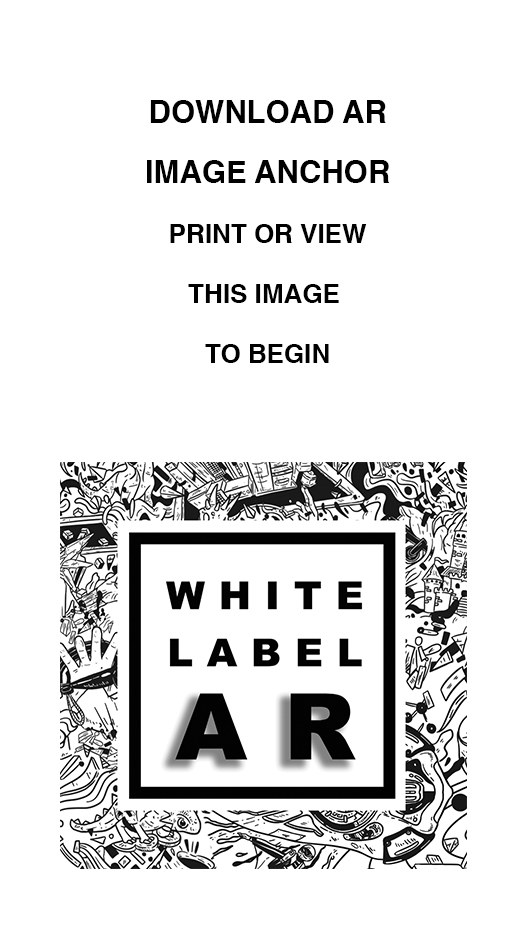 DOWNLOAD AR
IMAGE ANCHOR
PRINT OR VIEW
THIS IMAGE
TO BEGIN
WHITE
LABEL
AR